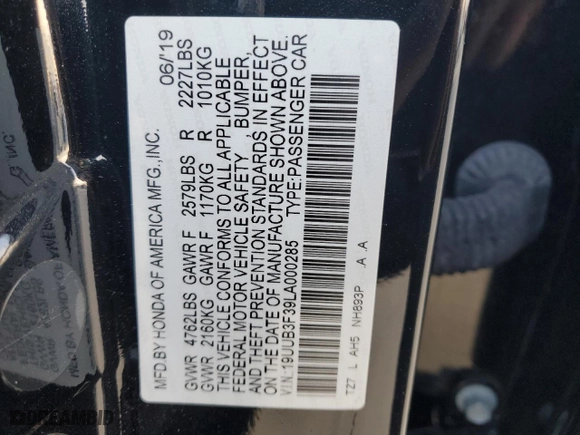 MFD.BY HONDA OF AMERICA MFG.,INC. 06/19
GVWR 4762LBS GAWR F 2579LBS R 2227LBS
GVWR 2160KG GAWR F 1170KG R 1010KG
THIS VEHICLE CONFORMS TO ALL APPLICABLE
FEDERAL MOTOR VEHICLE SAFETY , BUMPER,
AND THEFT PREVENTION STANDARDS IN EFFECT
ON THE DATE OF MANUFACTURE SHOWN ABOVE.
V.I.N:19UUB3F39LA000285 TYPE:PASSENGER CAR
TZ7 L AH5 NH893P .A .A
DREAMBID